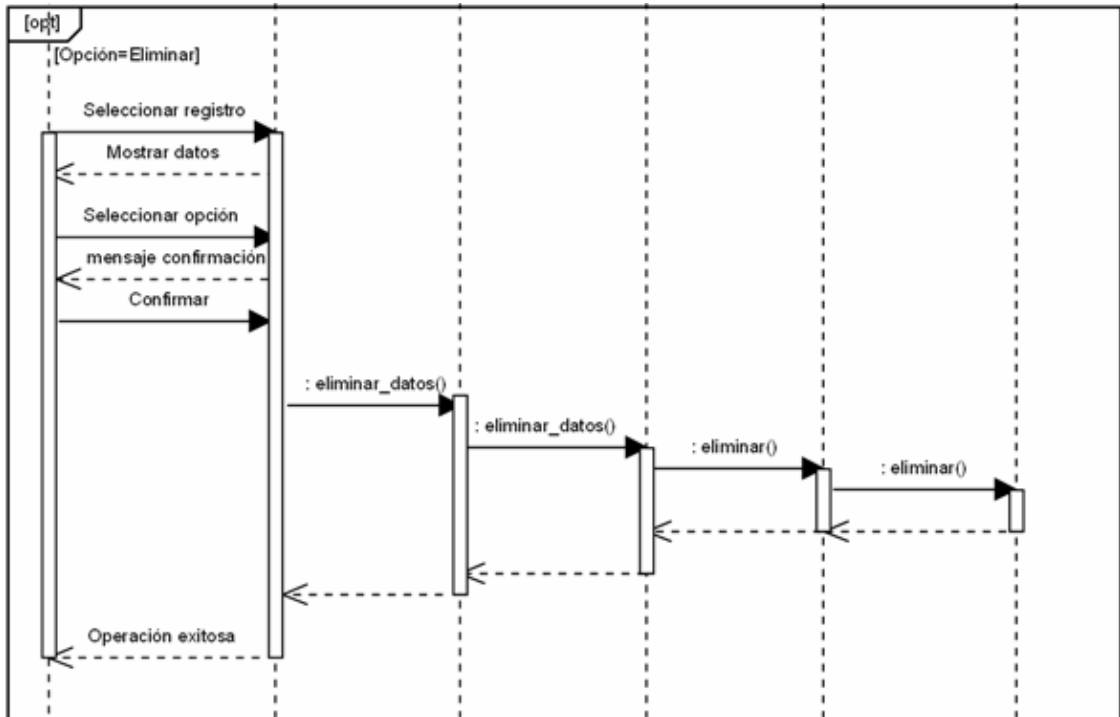 [opt]
[Opción=Eliminar]
Seleccionar registro
Mostrar datos
Seleccionar opción
mensaje confirmación
Confirmar
: eliminar_datos()
: eliminar_datos()
: eliminar()
: eliminar()
Operación exitosa